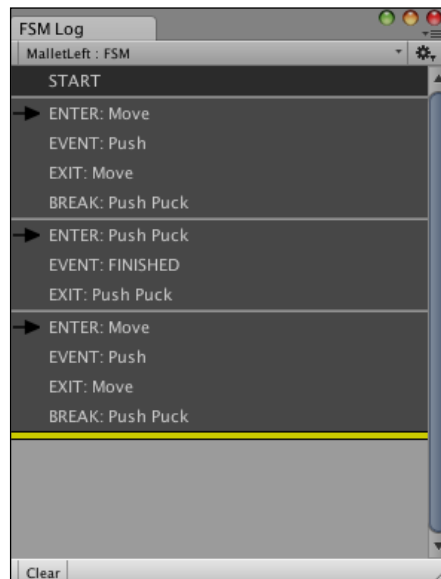 FSM Log
MalletLeft : FSM
START
ENTER: Move
EVENT: Push
EXIT: Move
BREAK: Push Puck
ENTER: Push Puck
EVENT: FINISHED
EXIT: Push Puck
ENTER: Move
EVENT: Push
EXIT: Move
BREAK: Push Puck
Clear